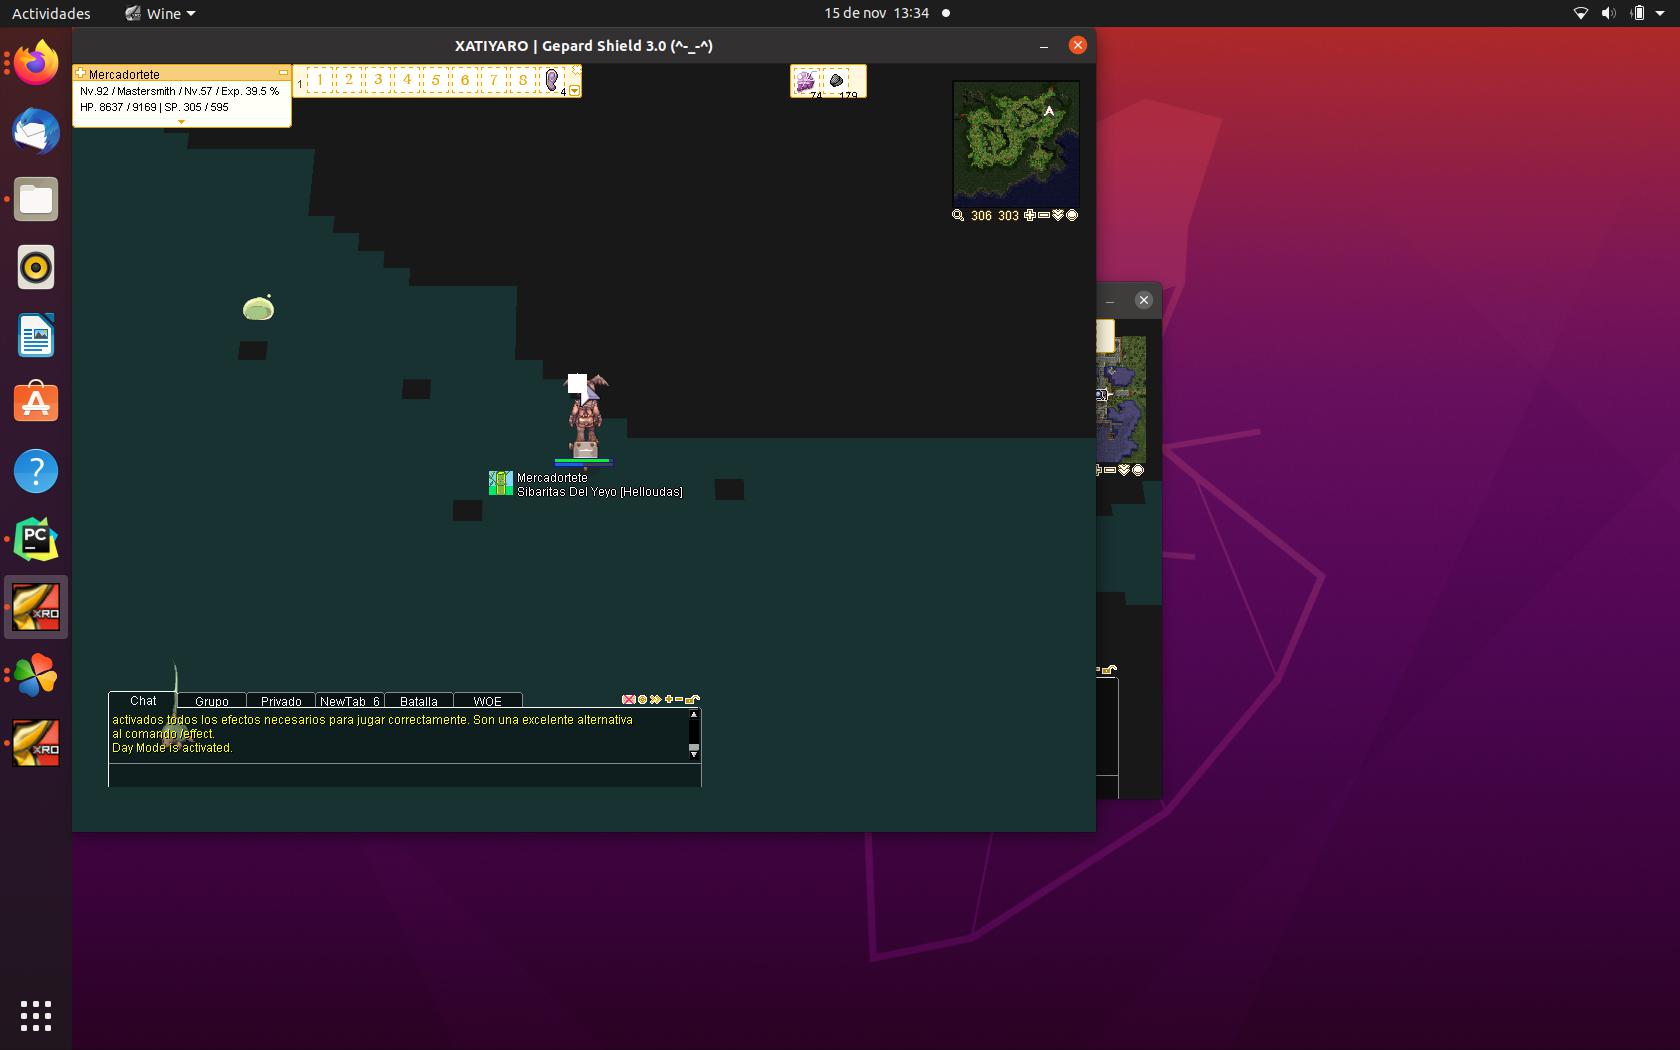 Actividades
Wine
15 de nov 13:34
XATIYARO | Gepard Shield 3.0 (^-_-^)
Mercadortete
Nv.92 / Mastersmith / Nv.57 / Exp. 39.5 %
HP. 8637 / 9169 | SP. 305 / 595
1
1 2 3 4 5 6 7 8
4
74 179
306 303
Mercadortete
Sibaritas Del Yeyo [Helloudas]
Chat Grupo Privado NewTab 6 Batalla WOE
activados todos los efectos necesarios para jugar correctamente. Son una excelente alternativa
al comando /effect.
Day Mode is activated.
PC
XRO
XRO